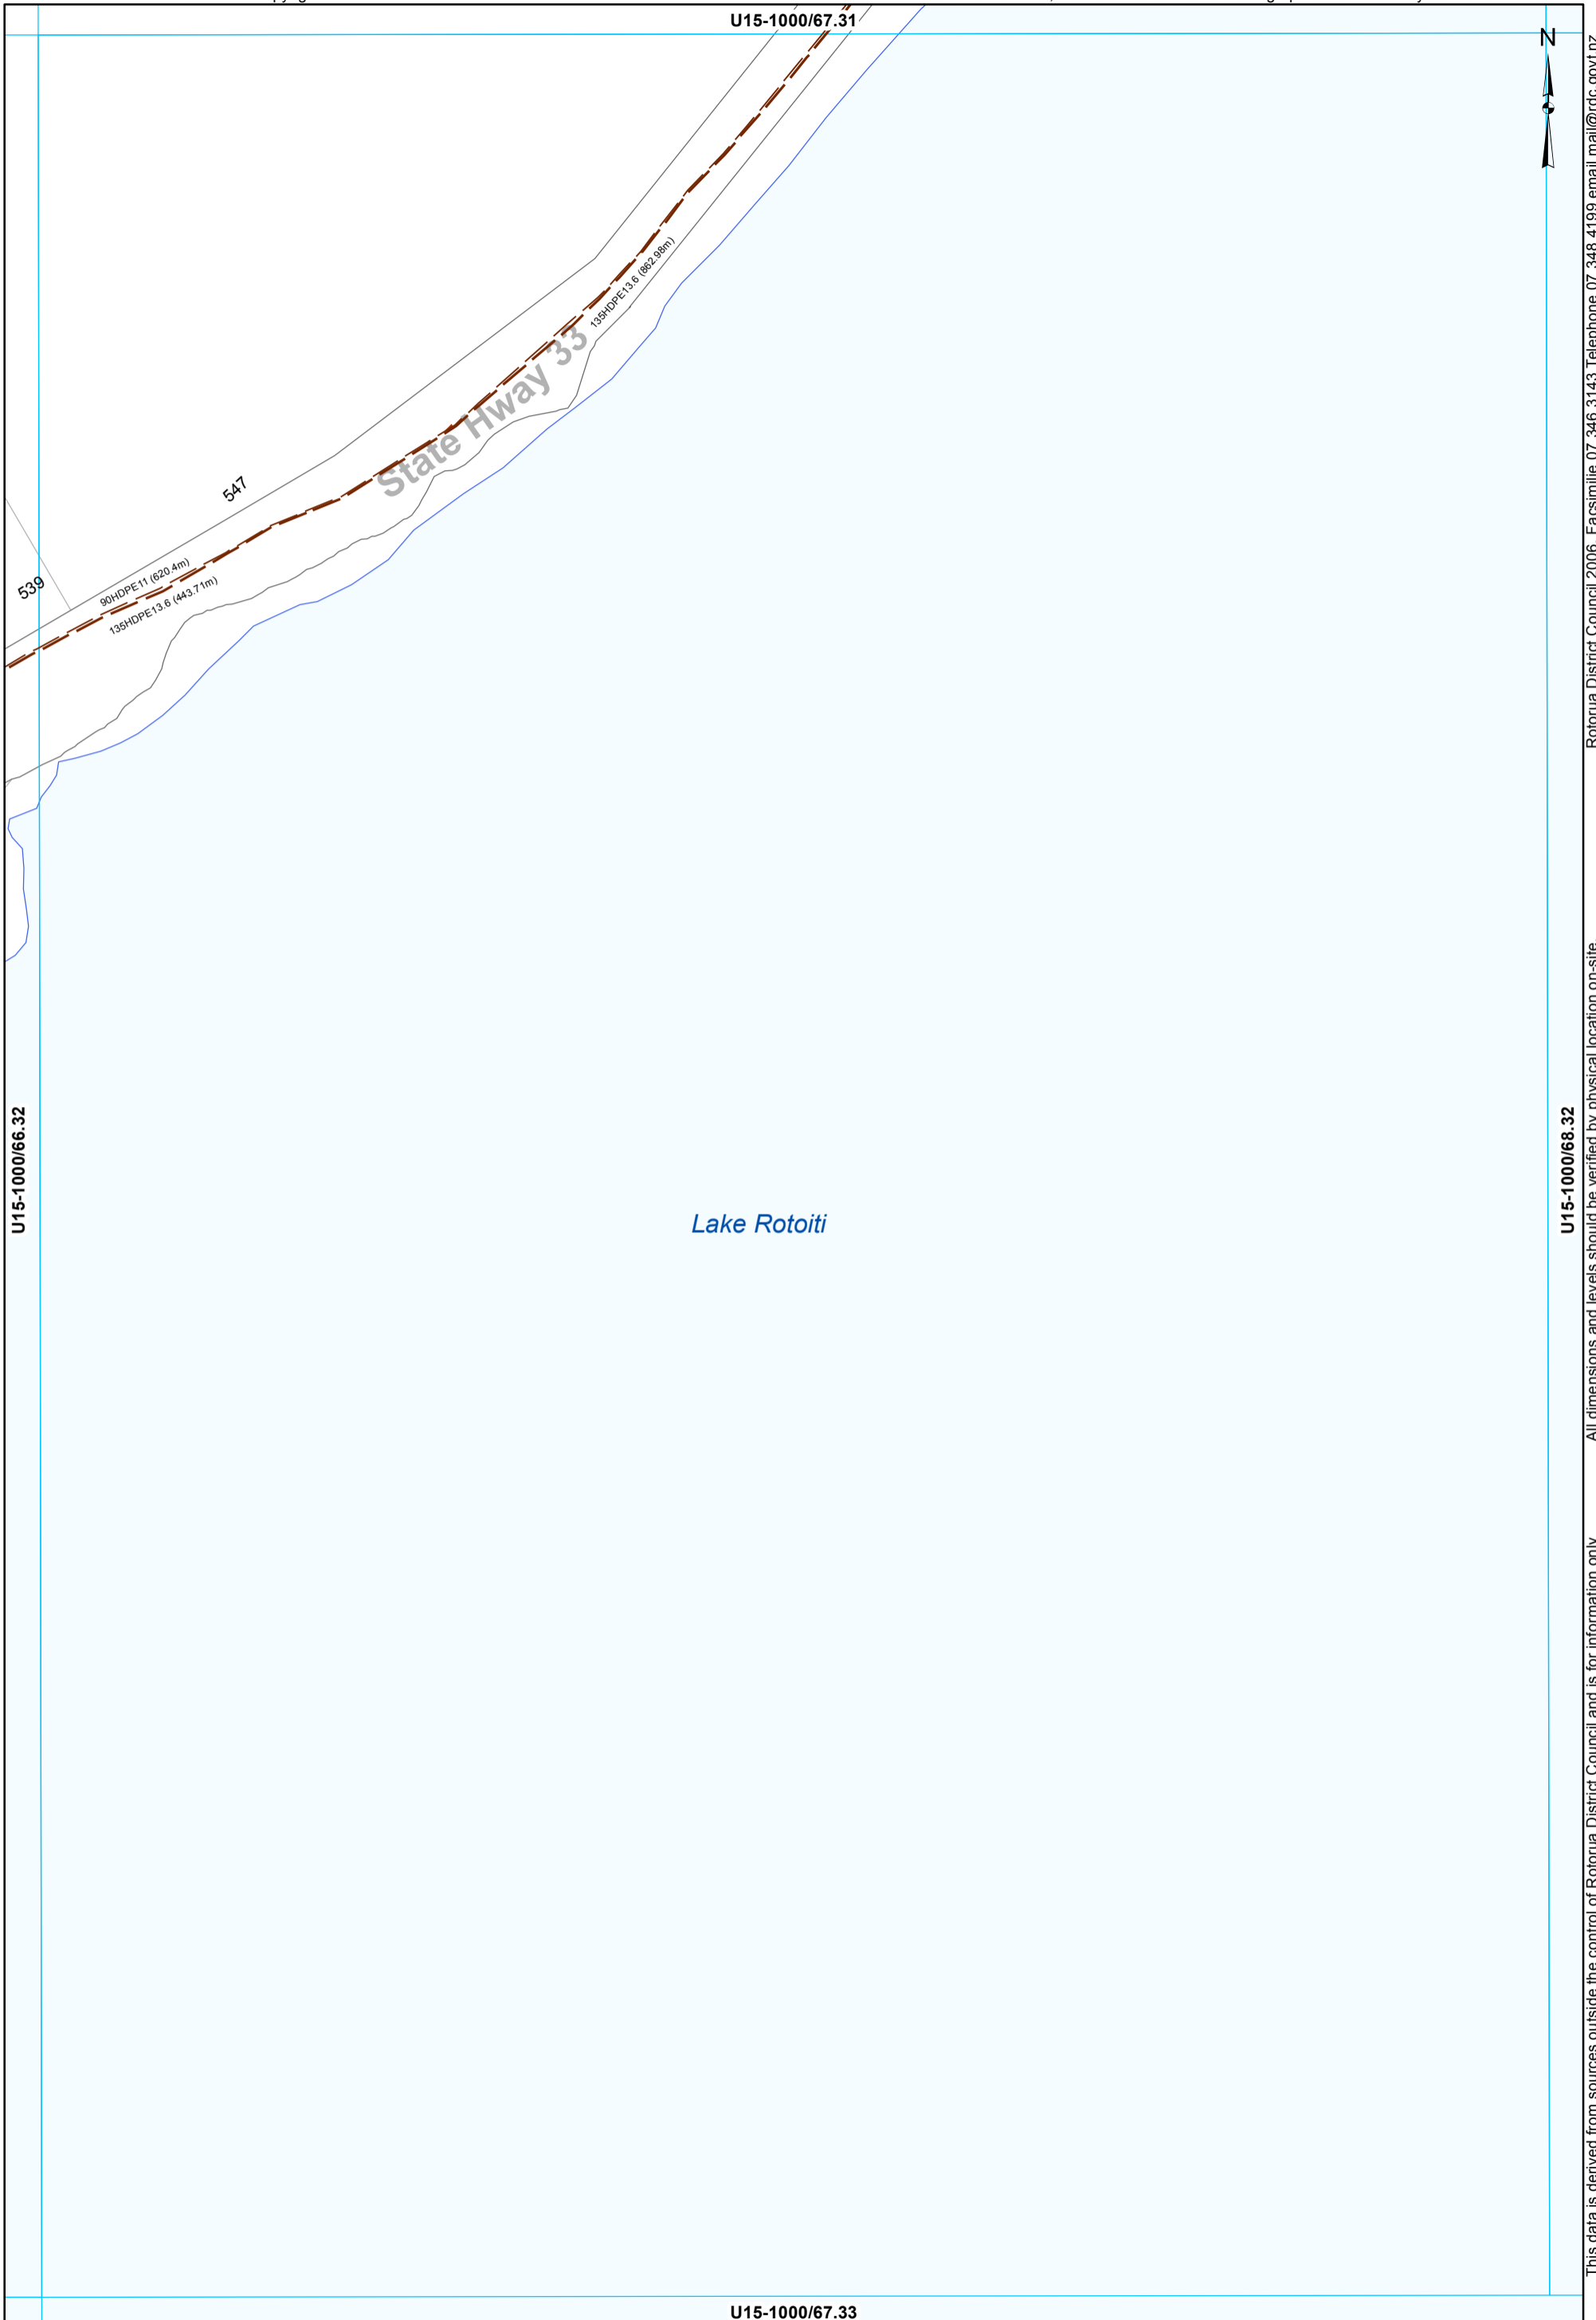 U15-1000/67.31
N
135HDPE13.6 (862.98m)
State Hway 33
547
539
90HDPE11 (620.4m)
135HDPE13.6 (443.71m)
U15-1000/66.32
Lake Rotoiti
U15-1000/68.32
U15-1000/67.33
This data is derived from sources outside the control of Rotorua District Council and is for information only
All dimensions and levels should be verified by physical location on-site.
Rotorua District Council 2006. Facsimilie 07 346 3143 Telephone 07 348 4199 email mail@rdc.govt.nz